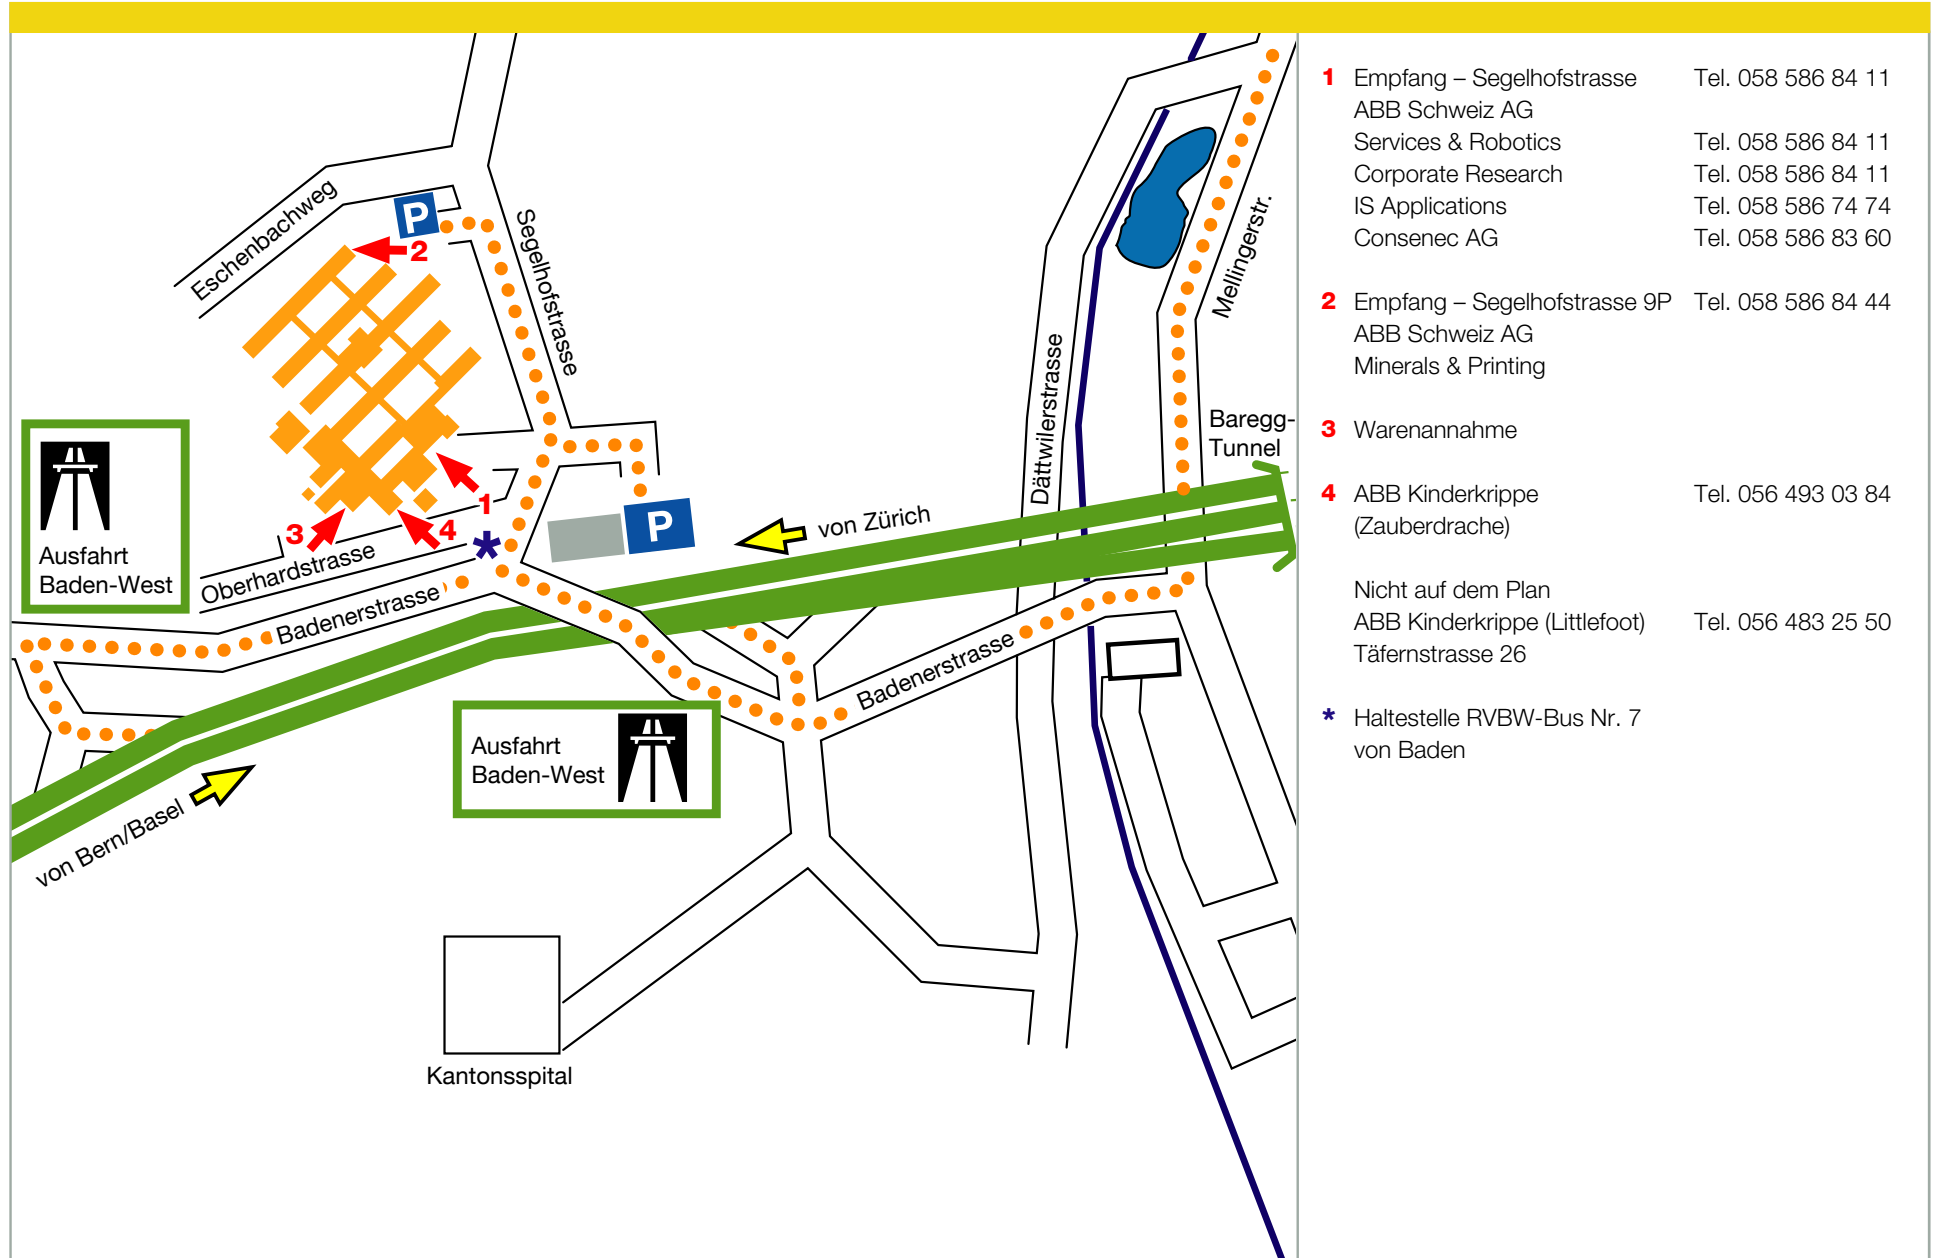 Eschenbachweg
P
2
Segelhofstrasse
Mellingerstr.
Dättwilerstrasse
Baregg-
Tunnel
Ausfahrt
Baden-West
1
3
4
*
P
von Zürich
Oberhardstrasse
Badenerstrasse
Badenerstrasse
Ausfahrt
Baden-West
von Bern/Basel
Kantonsspital
1 Empfang – Segelhofstrasse Tel. 058 586 84 11
ABB Schweiz AG
Services & Robotics Tel. 058 586 84 11
Corporate Research Tel. 058 586 84 11
IS Applications Tel. 058 586 74 74
Consenec AG Tel. 058 586 83 60
2 Empfang – Segelhofstrasse 9P Tel. 058 586 84 44
ABB Schweiz AG
Minerals & Printing
3 Warenannahme
4 ABB Kinderkrippe Tel. 056 493 03 84
(Zauberdrache)
Nicht auf dem Plan
ABB Kinderkrippe (Littlefoot) Tel. 056 483 25 50
Täfernstrasse 26
* Haltestelle RVBW-Bus Nr. 7
von Baden